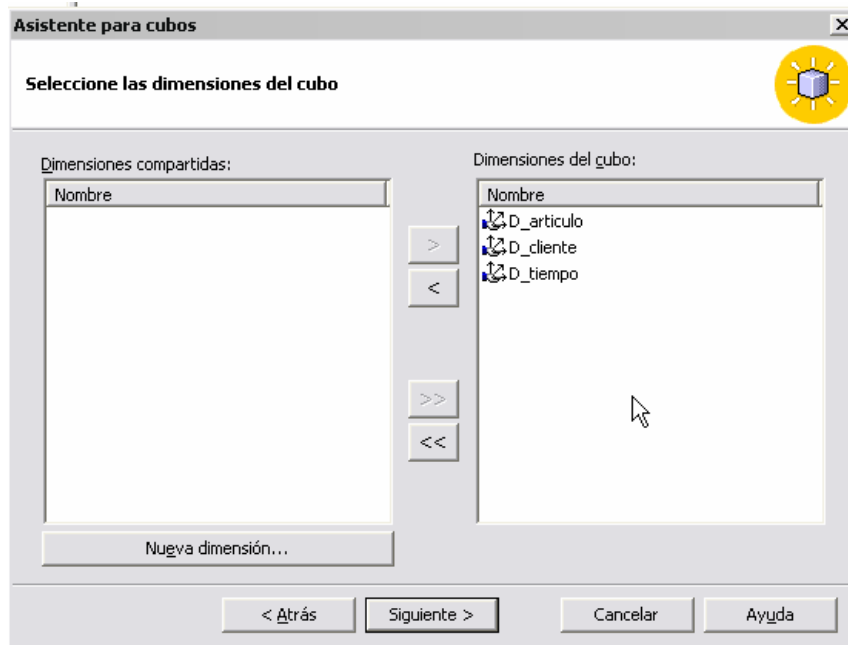 Asistente para cubos
Seleccione las dimensiones del cubo
Dimensiones compartidas:
Nombre
>
<
>>
<<
Dimensiones del cubo:
Nombre
D_articulo
D_cliente
D_tiempo
Nueva dimensión...
< Atrás
Siguiente >
Cancelar
Ayuda